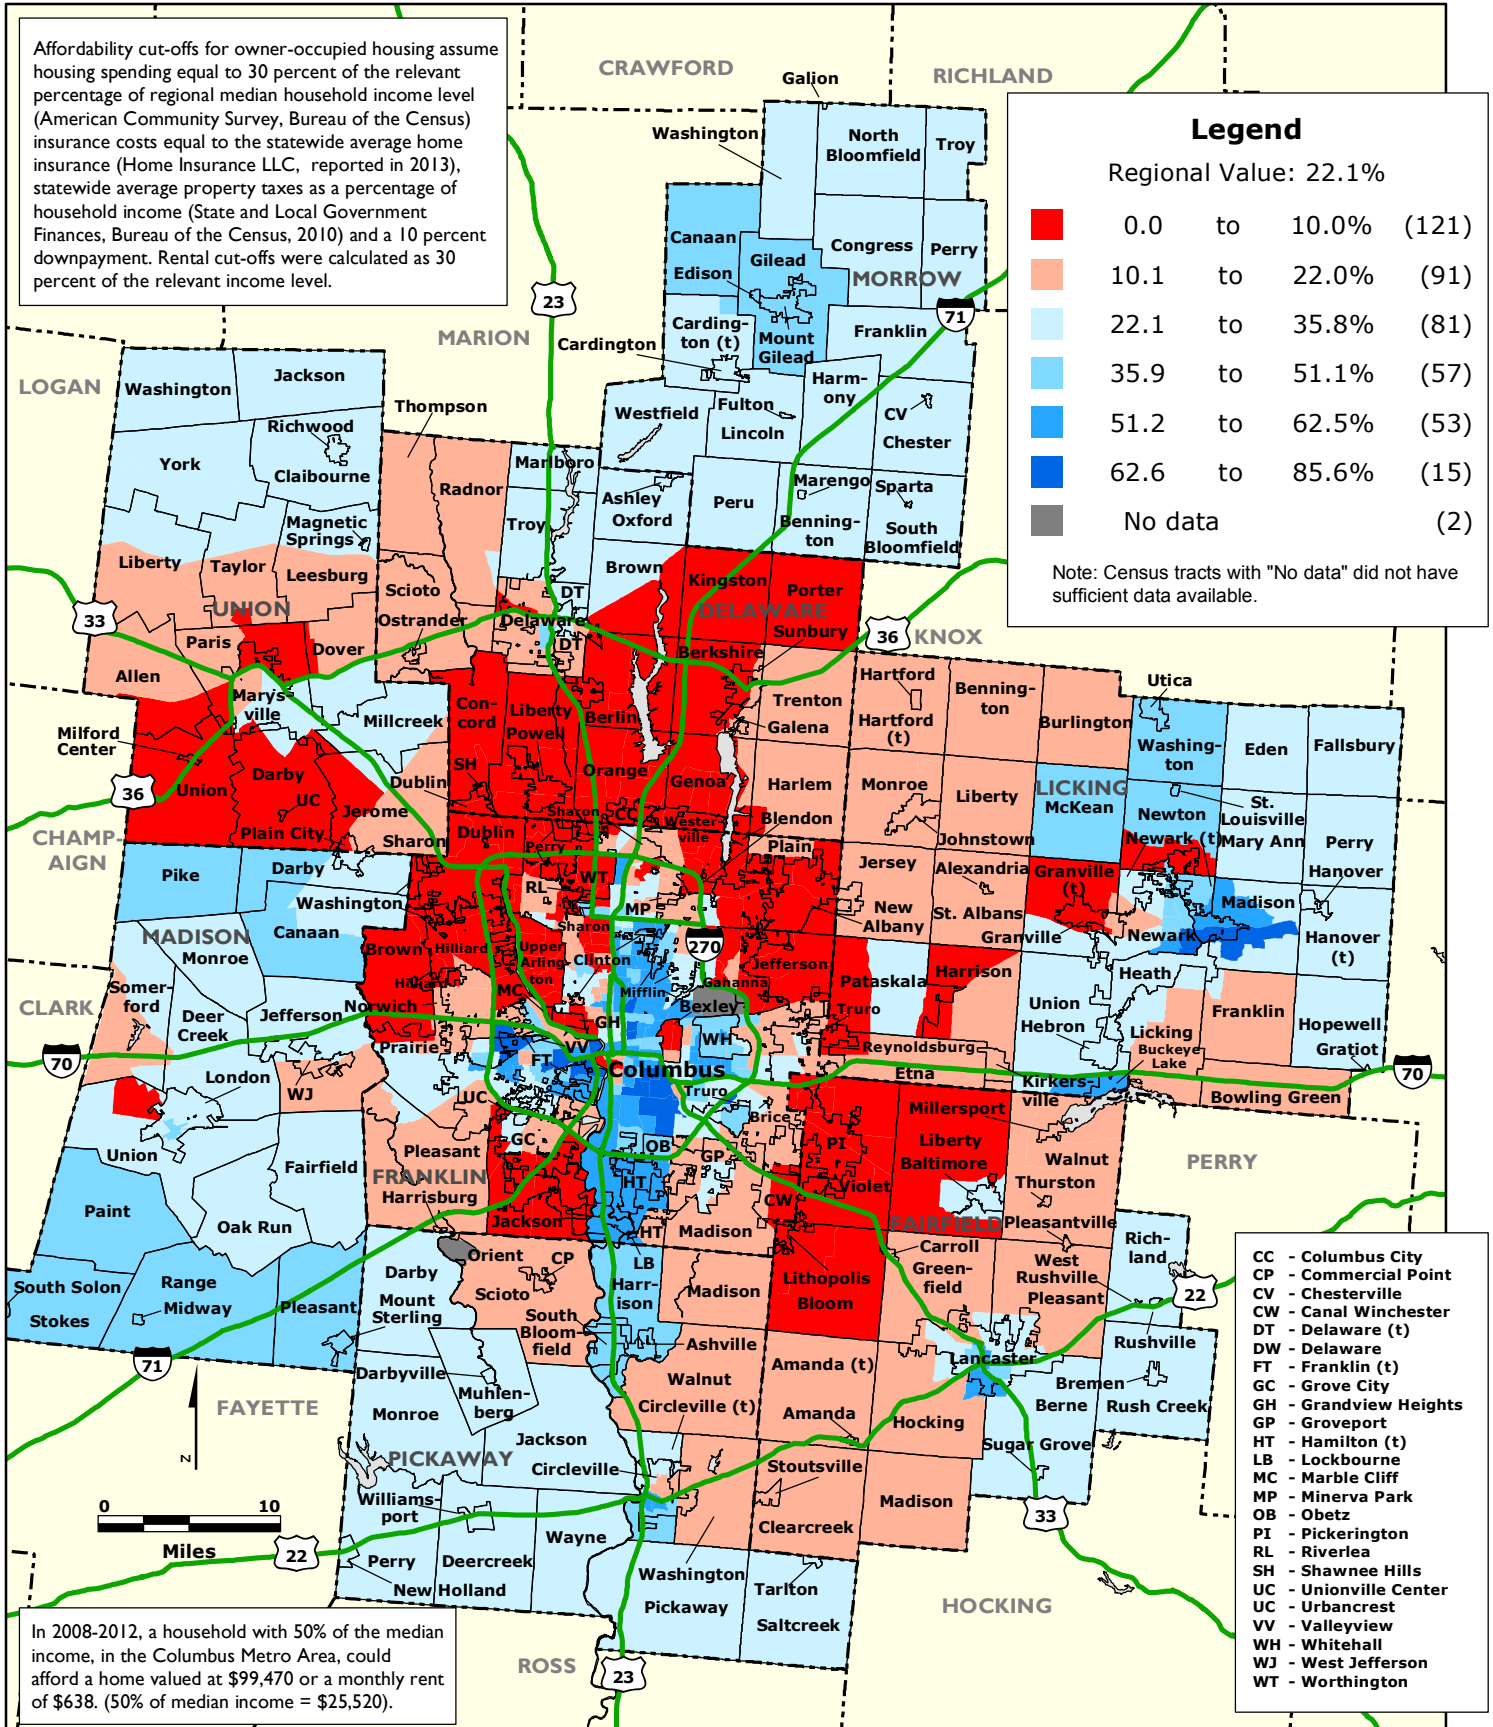 Affordability cut-offs for owner-occupied housing assume
housing spending equal to 30 percent of the relevant
percentage of regional median household income level
(American Community Survey, Bureau of the Census)
insurance costs equal to the statewide average home
insurance (Home Insurance LLC, reported in 2013),
statewide average property taxes as a percentage of
household income (State and Local Government
Finances, Bureau of the Census, 2010) and a 10 percent
downpayment. Rental cut-offs were calculated as 30
percent of the relevant income level.
Legend
Regional Value: 22.1%
0.0 to 10.0% (121)
10.1 to 22.0% (91)
22.1 to 35.8% (81)
35.9 to 51.1% (57)
51.2 to 62.5% (53)
62.6 to 85.6% (15)
No data (2)
Note: Census tracts with "No data" did not have
sufficient data available.
CRAWFORD
RICHLAND
Galion
Washington
North
Bloomfield
Troy
Canaan
Gilead
Congress
Perry
Edison
MORROW
23
71
MARION
Carding-
ton (t)
Mount
Gilead
Franklin
Cardington
LOGAN
Washington
Jackson
Harm-
ony
Thompson
Westfield
Fulton
Lincoln
CV
Chester
Richwood
York
Claibourne
Marlboro
Radnor
Ashley
Oxford
Peru
Marengo
Sparta
Troy
Benning-
ton
South
Bloomfield
Magnetic
Springs
Liberty
Taylor
Leesburg
Brown
Kingston
Porter
Scioto
DT
UNION
DELAWARE
33
Ostrander
Delaware
Sunbury
36
KNOX
Paris
Dover
DT
Berkshire
Allen
Hartford
Benning-
ton
Utica
Mary's-
ville
Millcreek
Con-
cord
Liberty
Berlin
Trenton
Galena
Hartford
(t)
Burlington
Milford
Center
Powell
Washing-
ton
Eden
Fallsbury
Darby
SH
Orange
Genoa
Harlem
Monroe
Liberty
LICKING
McKean
36
Union
UC
Dublin
Jerome
St.
Louisville
Newton
CHAMP-
AIGN
Plain City
Sharon
Dublin
Sharon
CC
Wester-
ville
Blendon
Johnstown
Newark (t)
Mary Ann
Perry
Perry
Plain
Pike
Darby
Jersey
Alexandria
Granville
(t)
Hanover
Washington
RL
WT
New
Albany
St. Albans
Madison
MADISON
Canaan
MP
Sharon
Granville
Newark
Hanover
(t)
Monroe
Brown
Hilliard
Upper
Arling-
ton
Clinton
270
Jefferson
Heath
CLARK
Somer-
ford
Hilliard
MC
Mifflin
Gahanna
Pataskala
Harrison
Norwich
Bexley
Union
Franklin
Deer
Creek
Jefferson
GH
Truro
Hebron
Licking
Hopewell
70
Prairie
VV
WH
Reynoldsburg
Buckeye
Lake
Gratiot
FT
Columbus
Etna
70
London
WJ
UC
Truro
Kirkers-
ville
Bowling Green
Brice
Millersport
GC
OB
PI
Liberty
Union
Fairfield
Pleasant
GP
Baltimore
Walnut
PERRY
FRANKLIN
HT
Violet
Thurston
Paint
Harrisburg
CW
Oak Run
Jackson
HT
Madison
FAIRFIELD
Pleasantville
Rich-
land
Orient
CP
LB
Carroll
Green-
field
West
Rushville
South Solon
Range
Darby
Scioto
Harr-
ison
Madison
Lithopolis
Bloom
Pleasant
22
Midway
Pleasant
Mount
Sterling
South
Bloom-
field
Stokes
Ashville
Rushville
71
Amanda (t)
Lancaster
Darbyville
Walnut
Bremen
FAYETTE
Muhlen-
berg
Circleville (t)
Amanda
Hocking
Berne
Rush Creek
Monroe
Jackson
Sugar Grove
PICKAWAY
Circleville
Stoutsville
Williams-
port
Madison
33
Clearcreek
Wayne
N
0 10
Miles
22
Perry
Deercreek
Washington
Tarlton
New Holland
Pickaway
Saltcreek
HOCKING
ROSS
23
CC - Columbus City
CP - Commercial Point
CV - Chesterville
CW - Canal Winchester
DT - Delaware (t)
DW - Delaware
FT - Franklin (t)
GC - Grove City
GH - Grandview Heights
GP - Groveport
HT - Hamilton (t)
LB - Lockbourne
MC - Marble Cliff
MP - Minerva Park
OB - Obetz
PI - Pickerington
RL - Riverlea
SH - Shawnee Hills
UC - Unionville Center
UC - Urbancrest
VV - Valleyview
WH - Whitehall
WJ - West Jefferson
WT - Worthington
In 2008-2012, a household with 50% of the median
income, in the Columbus Metro Area, could
afford a home valued at $99,470 or a monthly rent
of $638. (50% of median income = $25,520).